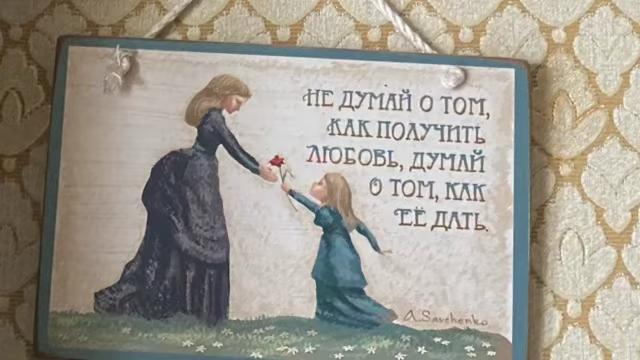 НЕ ДУМАЙ О ТОМ,
КАК ПОЛУЧИТЬ
ЛЮБОВЬ, ДУМАЙ
О ТОМ, КАК
ЕЁ ДАТЬ.
A.Savchenko